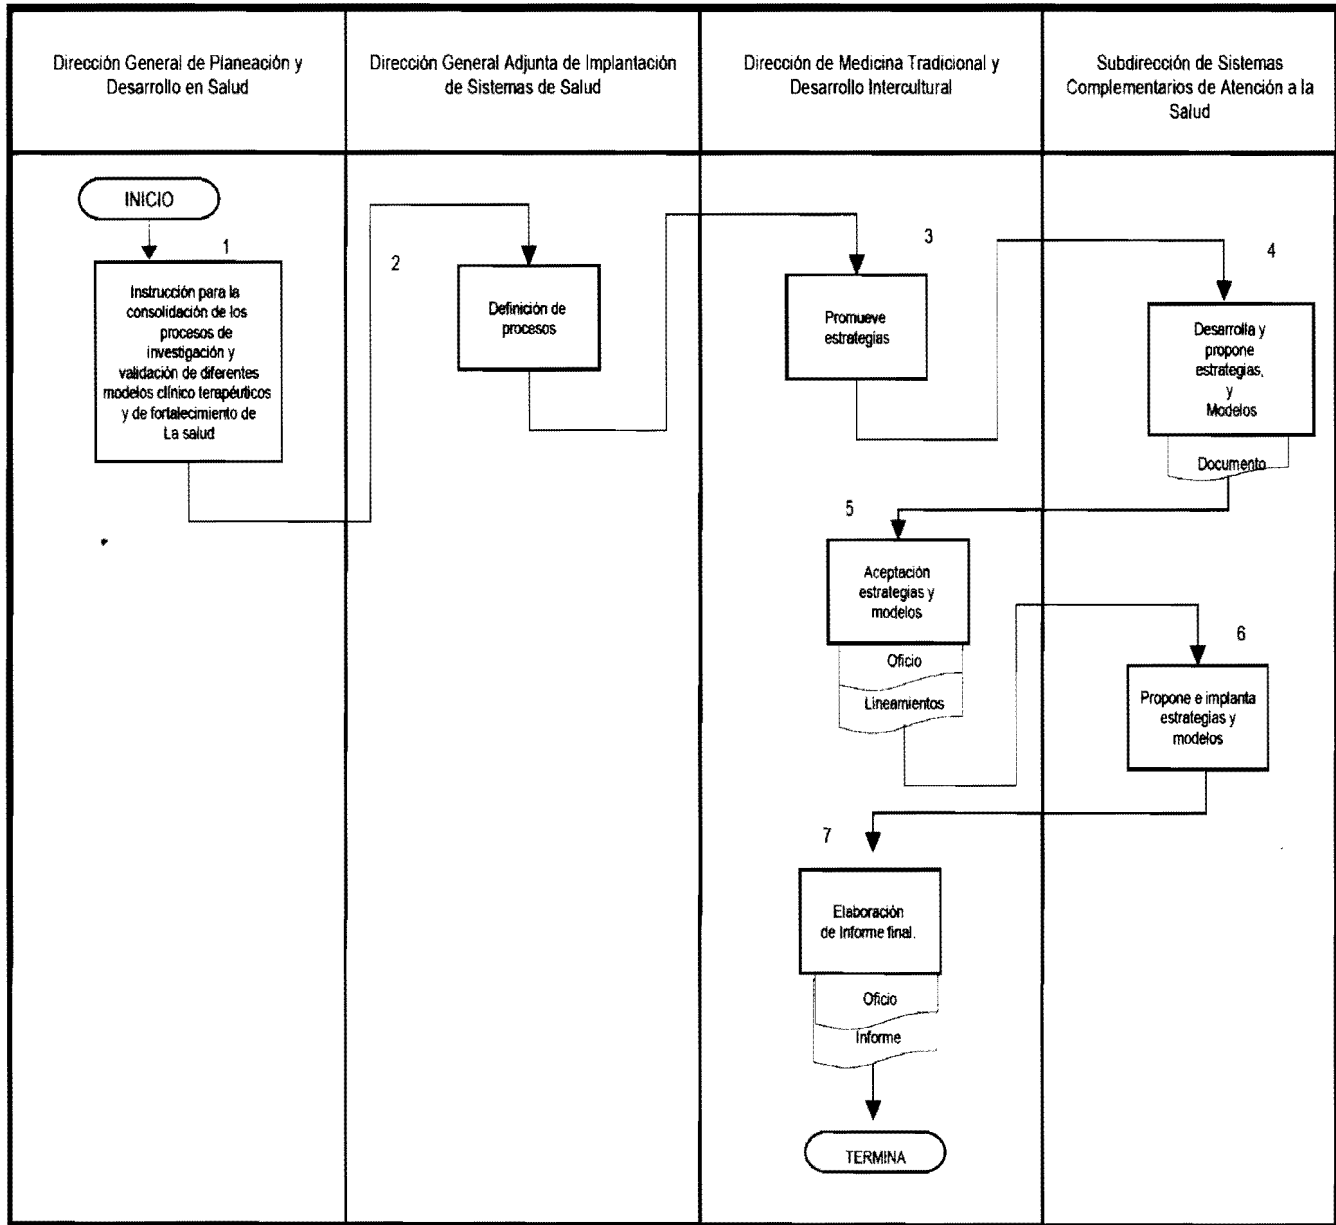 Dirección General de Planeación y
Desarrollo en Salud
Dirección General Adjunta de Implantación
de Sistemas de Salud
Dirección de Medicina Tradicional y
Desarrollo Intercultural
Subdirección de Sistemas
Complementarios de Atención a la
Salud
INICIO
1
Instrucción para la
consolidación de los
procesos de
investigación y
validación de diferentes
modelos clínico terapéuticos
y de fortalecimiento de
La salud
2
Definición de
procesos
3
Promueve
estrategias
4
Desarrolla y
propone
estrategias,
y
Modelos
Documento
5
Aceptación
estrategias y
modelos
Oficio
Lineamientos
6
Propone e implanta
estrategias y
modelos
7
Elaboración
de Informe final.
Oficio
Informe
TERMINA